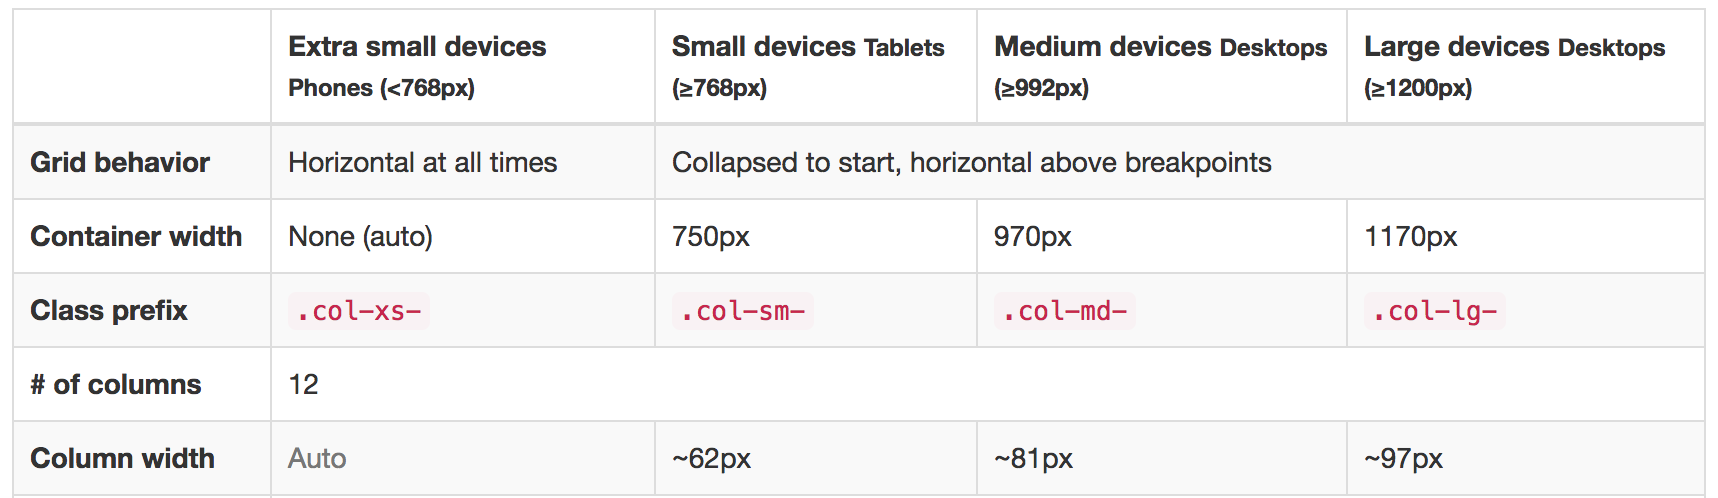 Extra small devices Small devices Tablets Medium devices Desktops Large devices Desktops
Phones (<768px) (≥768px) (≥992px) (≥1200px)
Grid behavior Horizontal at all times Collapsed to start, horizontal above breakpoints
Container width None (auto) 750px 970px 1170px
Class prefix .col-xs- .col-sm- .col-md- .col-lg-
# of columns 12
Column width Auto ~62px ~81px ~97px